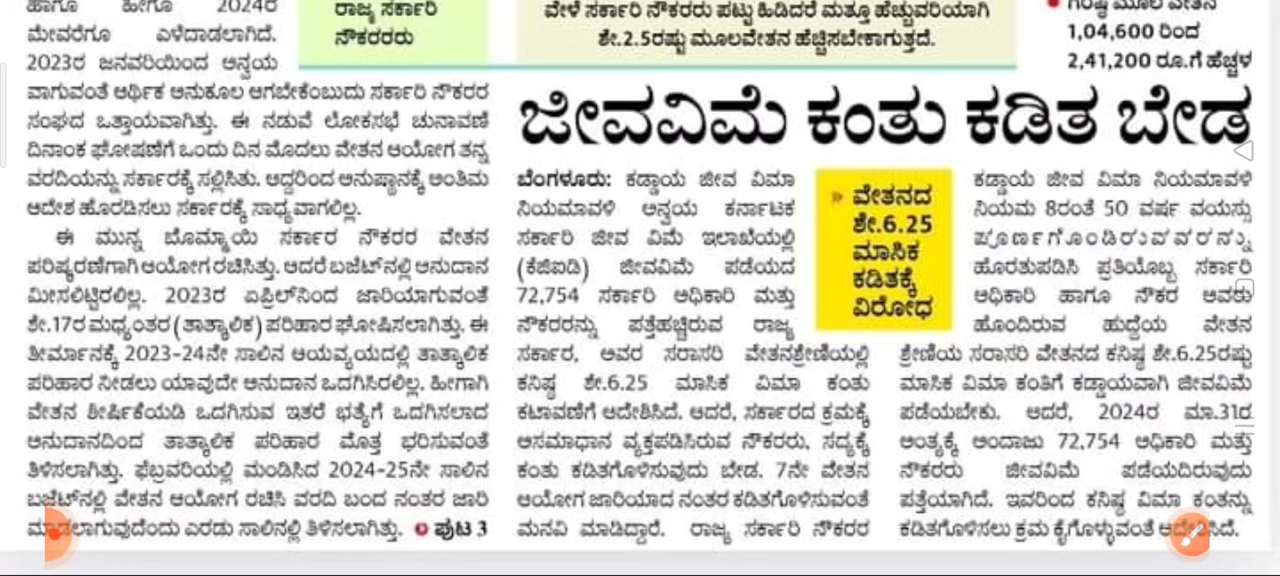 ಹಾಗೂ ಹೀಗೂ 2024ರ
ಮೇವರೆಗೂ ಎಳೆದಾಡಲಾಗಿದೆ.
2023ರ ಜನವರಿಯಿಂದ ಅನ್ವಯ
ವಾಗುವಂತೆ ಆರ್ಥಿಕ ಅನುಕೂಲ ಆಗಬೇಕೆಂಬುದು ಸರ್ಕಾರಿ ನೌಕರರ
ಸಂಘದ ಒತ್ತಾಯವಾಗಿತ್ತು. ಈ ನಡುವೆ ಲೋಕಸಭೆ ಚುನಾವಣೆ
ದಿನಾಂಕ ಘೋಷಣೆಗೆ ಒಂದು ದಿನ ಮೊದಲು ವೇತನ ಆಯೋಗ ತನ್ನ
ವರದಿಯನ್ನು ಸರ್ಕಾರಕ್ಕೆ ಸಲ್ಲಿಸಿತು. ಆದ್ದರಿಂದ ಅನುಷ್ಠಾನಕ್ಕೆ ಅಂತಿಮ
ಆದೇಶ ಹೊರಡಿಸಲು ಸರ್ಕಾರಕ್ಕೆ ಸಾಧ್ಯವಾಗಲಿಲ್ಲ.
ಈ ಮುನ್ನ ಬೊಮ್ಮಾಯಿ ಸರ್ಕಾರ ನೌಕರರ ವೇತನ
ಪರಿಷ್ಕರಣೆಗಾಗಿ ಆಯೋಗ ರಚಿಸಿತ್ತು. ಆದರೆ ಬಜೆಟ್‌ನಲ್ಲಿ ಅನುದಾನ
ಮೀಸಲಿಟ್ಟಿರಲಿಲ್ಲ. 2023ರ ಏಪ್ರಿಲ್‌ನಿಂದ ಜಾರಿಯಾಗುವಂತೆ
ಶೇ.17ರ ಮಧ್ಯಂತರ (ತಾತ್ಕಾಲಿಕ) ಪರಿಹಾರ ಘೋಷಿಸಲಾಗಿತ್ತು. ಈ
ತೀರ್ಮಾನಕ್ಕೆ 2023-24ನೇ ಸಾಲಿನ ಆಯವ್ಯಯದಲ್ಲಿ ತಾತ್ಕಾಲಿಕ
ಪರಿಹಾರ ನೀಡಲು ಯಾವುದೇ ಅನುದಾನ ಒದಗಿಸಿರಲಿಲ್ಲ. ಹೀಗಾಗಿ
ವೇತನ ಶೀರ್ಷಿಕೆಯಡಿ ಒದಗಿಸುವ ಇತರೆ ಭತ್ಯೆಗೆ ಒದಗಿಸಲಾದ
ಅನುದಾನದಿಂದ ತಾತ್ಕಾಲಿಕ ಪರಿಹಾರ ಮೊತ್ತ ಭರಿಸುವಂತೆ
ತಿಳಿಸಲಾಗಿತ್ತು. ಫೆಬ್ರವರಿಯಲ್ಲಿ ಮಂಡಿಸಿದ 2024-25ನೇ ಸಾಲಿನ
ಬಜೆಟ್‌ನಲ್ಲಿ ವೇತನ ಆಯೋಗ ರಚಿಸಿ ವರದಿ ಬಂದ ನಂತರ ಜಾರಿ
ಮಾಡಲಾಗುವುದೆಂದು ಎರಡು ಸಾಲಿನಲ್ಲಿ ತಿಳಿಸಲಾಗಿತ್ತು. ಪುಟ 3
ರಾಜ್ಯ ಸರ್ಕಾರಿ
ನೌಕರರರು
ವೇಳೆ ಸರ್ಕಾರಿ ನೌಕರರು ಪಟ್ಟು ಹಿಡಿದರೆ ಮತ್ತೂ ಹೆಚ್ಚುವರಿಯಾಗಿ
ಶೇ.2.5ರಷ್ಟು ಮೂಲವೇತನ ಹೆಚ್ಚಿಸಬೇಕಾಗುತ್ತದೆ.
ಗರಿಷ್ಠ ಮೂಲ ವೇತನ
1,04,600 ರಿಂದ
2,41,200 ರೂ.ಗೆ ಹೆಚ್ಚಳ
ಜೀವವಿಮೆ ಕಂತು ಕಡಿತ ಬೇಡ
ಬೆಂಗಳೂರು: ಕಡ್ಡಾಯ ಜೀವ ವಿಮಾ
ನಿಯಮಾವಳಿ ಅನ್ವಯ ಕರ್ನಾಟಕ
ಸರ್ಕಾರಿ ಜೀವ ವಿಮೆ ಇಲಾಖೆಯಲ್ಲಿ
(ಕೆಜಿಐಡಿ) ಜೀವವಿಮೆ ಪಡೆಯದ
72,754 ಸರ್ಕಾರಿ ಅಧಿಕಾರಿ ಮತ್ತು
ನೌಕರರನ್ನು ಪತ್ತೆಹಚ್ಚಿರುವ ರಾಜ್ಯ
ಸರ್ಕಾರ, ಅವರ ಸರಾಸರಿ ವೇತನಶ್ರೇಣಿಯಲ್ಲಿ
ಕನಿಷ್ಠ ಶೇ.6.25 ಮಾಸಿಕ ವಿಮಾ ಕಂತು
ಕಟಾವಣೆಗೆ ಆದೇಶಿಸಿದೆ. ಆದರೆ, ಸರ್ಕಾರದ ಕ್ರಮಕ್ಕೆ
ಅಸಮಾಧಾನ ವ್ಯಕ್ತಪಡಿಸಿರುವ ನೌಕರರು, ಸದ್ಯಕ್ಕೆ
ಕಂತು ಕಡಿತಗೊಳಿಸುವುದು ಬೇಡ. 7ನೇ ವೇತನ
ಆಯೋಗ ಜಾರಿಯಾದ ನಂತರ ಕಡಿತಗೊಳಿಸುವಂತೆ
ಮನವಿ ಮಾಡಿದ್ದಾರೆ. ರಾಜ್ಯ ಸರ್ಕಾರಿ ನೌಕರರ
» ವೇತನದ
ಶೇ.6.25
ಮಾಸಿಕ
ಕಡಿತಕ್ಕೆ
ವಿರೋಧ
ಕಡ್ಡಾಯ ಜೀವ ವಿಮಾ ನಿಯಮಾವಳಿ
ನಿಯಮ 8ರಂತೆ 50 ವರ್ಷ ವಯಸ್ಸು
ಪೂರ್ಣಗೊಂಡಿರುವವರನ್ನು
ಹೊರತುಪಡಿಸಿ ಪ್ರತಿಯೊಬ್ಬ ಸರ್ಕಾರಿ
ಅಧಿಕಾರಿ ಹಾಗೂ ನೌಕರ ಅವರು
ಹೊಂದಿರುವ ಹುದ್ದೆಯ ವೇತನ
ಶ್ರೇಣಿಯ ಸರಾಸರಿ ವೇತನದ ಕನಿಷ್ಠ ಶೇ.6.25ರಷ್ಟು
ಮಾಸಿಕ ವಿಮಾ ಕಂತಿಗೆ ಕಡ್ಡಾಯವಾಗಿ ಜೀವವಿಮೆ
ಪಡೆಯಬೇಕು. ಆದರೆ, 2024ರ ಮಾ.31ರ
ಅಂತ್ಯಕ್ಕೆ ಅಂದಾಜು 72,754 ಅಧಿಕಾರಿ ಮತ್ತು
ನೌಕರರು ಜೀವವಿಮೆ ಪಡೆಯದಿರುವುದು
ಪತ್ತೆಯಾಗಿದೆ. ಇವರಿಂದ ಕನಿಷ್ಠ ವಿಮಾ ಕಂತನ್ನು
ಕಡಿತಗೊಳಿಸಲು ಕ್ರಮ ಕೈಗೊಳ್ಳುವಂತೆ ಆದೇಶಿಸಿದೆ.